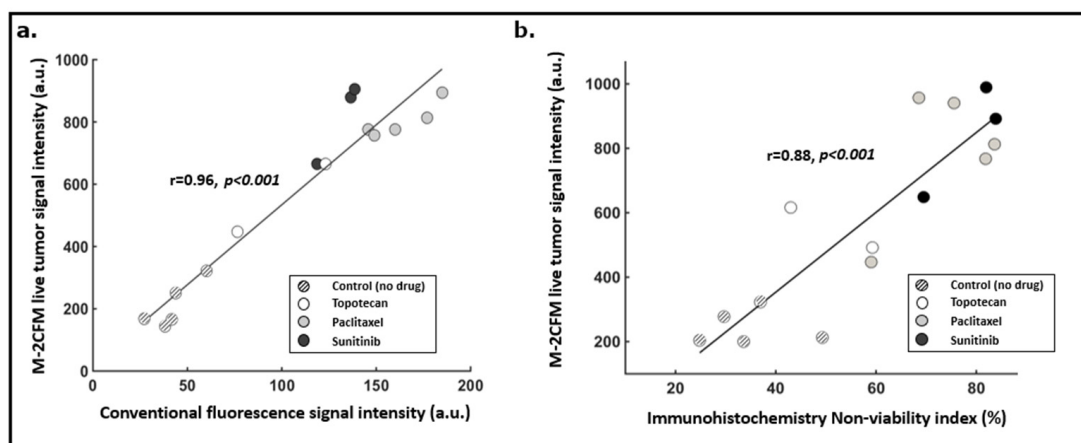 a.
M-2CFM live tumor signal intensity (a.u.)
1000
800
600
400
200
0
r=0.96, p<0.001
Control (no drug)
Topotecan
Paclitaxel
Sunitinib
0 50 100 150 200
Conventional fluorescence signal intensity (a.u.)
b.
M-2CFM live tumor signal intensity (a.u.)
1000
800
600
400
200
r=0.88, p<0.001
Control (no drug)
Topotecan
Paclitaxel
Sunitinib
20 40 60 80
Immunohistochemistry Non-viability index (%)